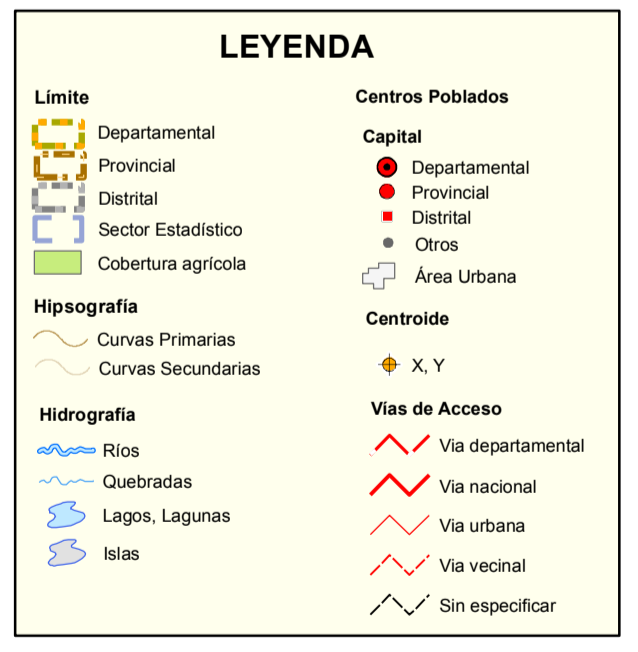 LEYENDA
Límite
Departamental
Provincial
Distrital
Sector Estadístico
Cobertura agrícola
Hipsografía
Curvas Primarias
Curvas Secundarias
Hidrografía
Ríos
Quebradas
Lagos, Lagunas
Islas
Centros Poblados
Capital
Departamental
Provincial
Distrital
Otros
Área Urbana
Centroide
X, Y
Vías de Acceso
Via departamental
Via nacional
Via urbana
Via vecinal
Sin especificar